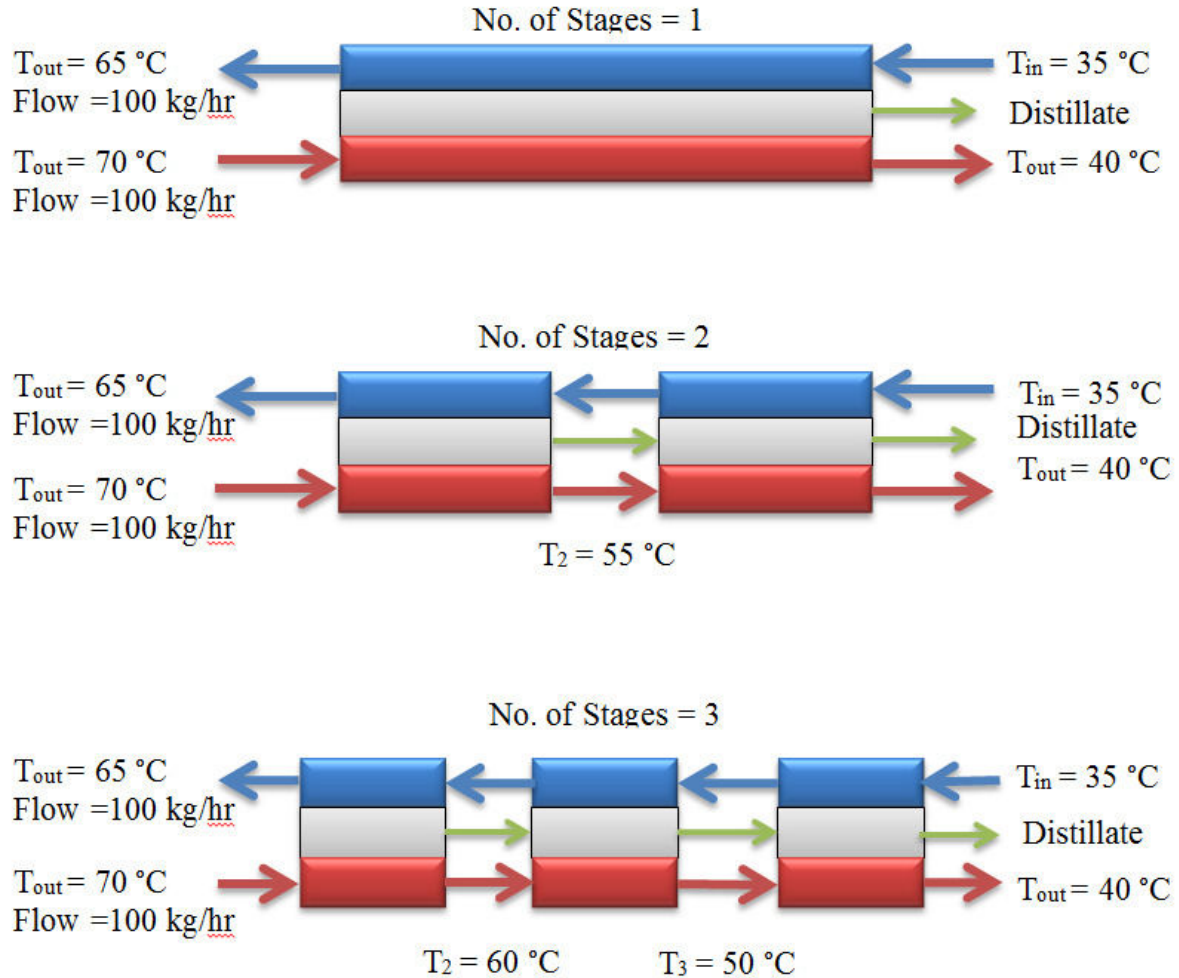 No. of Stages = 1
Tout = 65 °C
Flow =100 kg/hr
Tin = 35 °C
Distillate
Tout = 70 °C
Flow =100 kg/hr
Tout = 40 °C
No. of Stages = 2
Tout = 65 °C
Flow =100 kg/hr
Tin = 35 °C
Distillate
Tout = 70 °C
Flow =100 kg/hr
Tout = 40 °C
T2 = 55 °C
No. of Stages = 3
Tout = 65 °C
Flow =100 kg/hr
Tin = 35 °C
Distillate
Tout = 70 °C
Flow =100 kg/hr
Tout = 40 °C
T2 = 60 °C
T3 = 50 °C